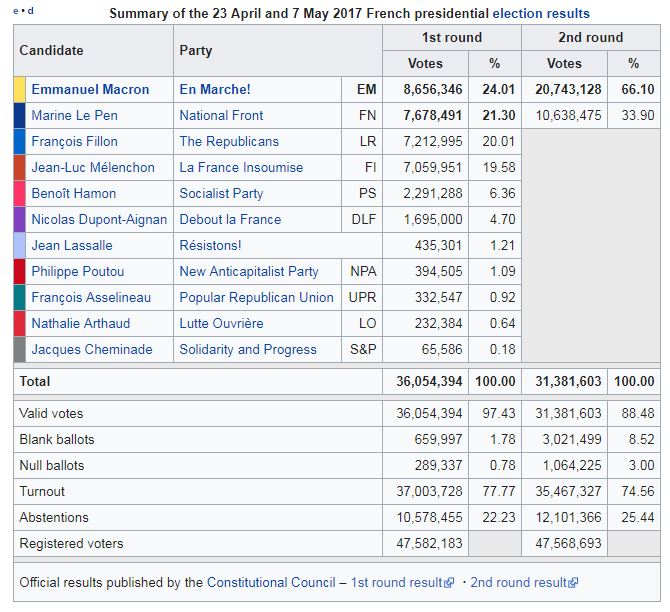 e • d Summary of the 23 April and 7 May 2017 French presidential election results
Candidate Party 1st round 2nd round
Votes % Votes %
Emmanuel Macron En Marche! EM 8,656,346 24.01 20,743,128 66.10
Marine Le Pen National Front FN 7,678,491 21.30 10,638,475 33.90
François Fillon The Republicans LR 7,212,995 20.01
Jean-Luc Mélenchon La France Insoumise FI 7,059,951 19.58
Benoît Hamon Socialist Party PS 2,291,288 6.36
Nicolas Dupont-Aignan Debout la France DLF 1,695,000 4.70
Jean Lassalle Résistons! 435,301 1.21
Philippe Poutou New Anticapitalist Party NPA 394,505 1.09
François Asselineau Popular Republican Union UPR 332,547 0.92
Nathalie Arthaud Lutte Ouvrière LO 232,384 0.64
Jacques Cheminade Solidarity and Progress S&P 65,586 0.18
Total 36,054,394 100.00 31,381,603 100.00
Valid votes 36,054,394 97.43 31,381,603 88.48
Blank ballots 659,997 1.78 3,021,499 8.52
Null ballots 289,337 0.78 1,064,225 3.00
Turnout 37,003,728 77.77 35,467,327 74.56
Abstentions 10,578,455 22.23 12,101,366 25.44
Registered voters 47,582,183 47,568,693
Official results published by the Constitutional Council – 1st round result · 2nd round result